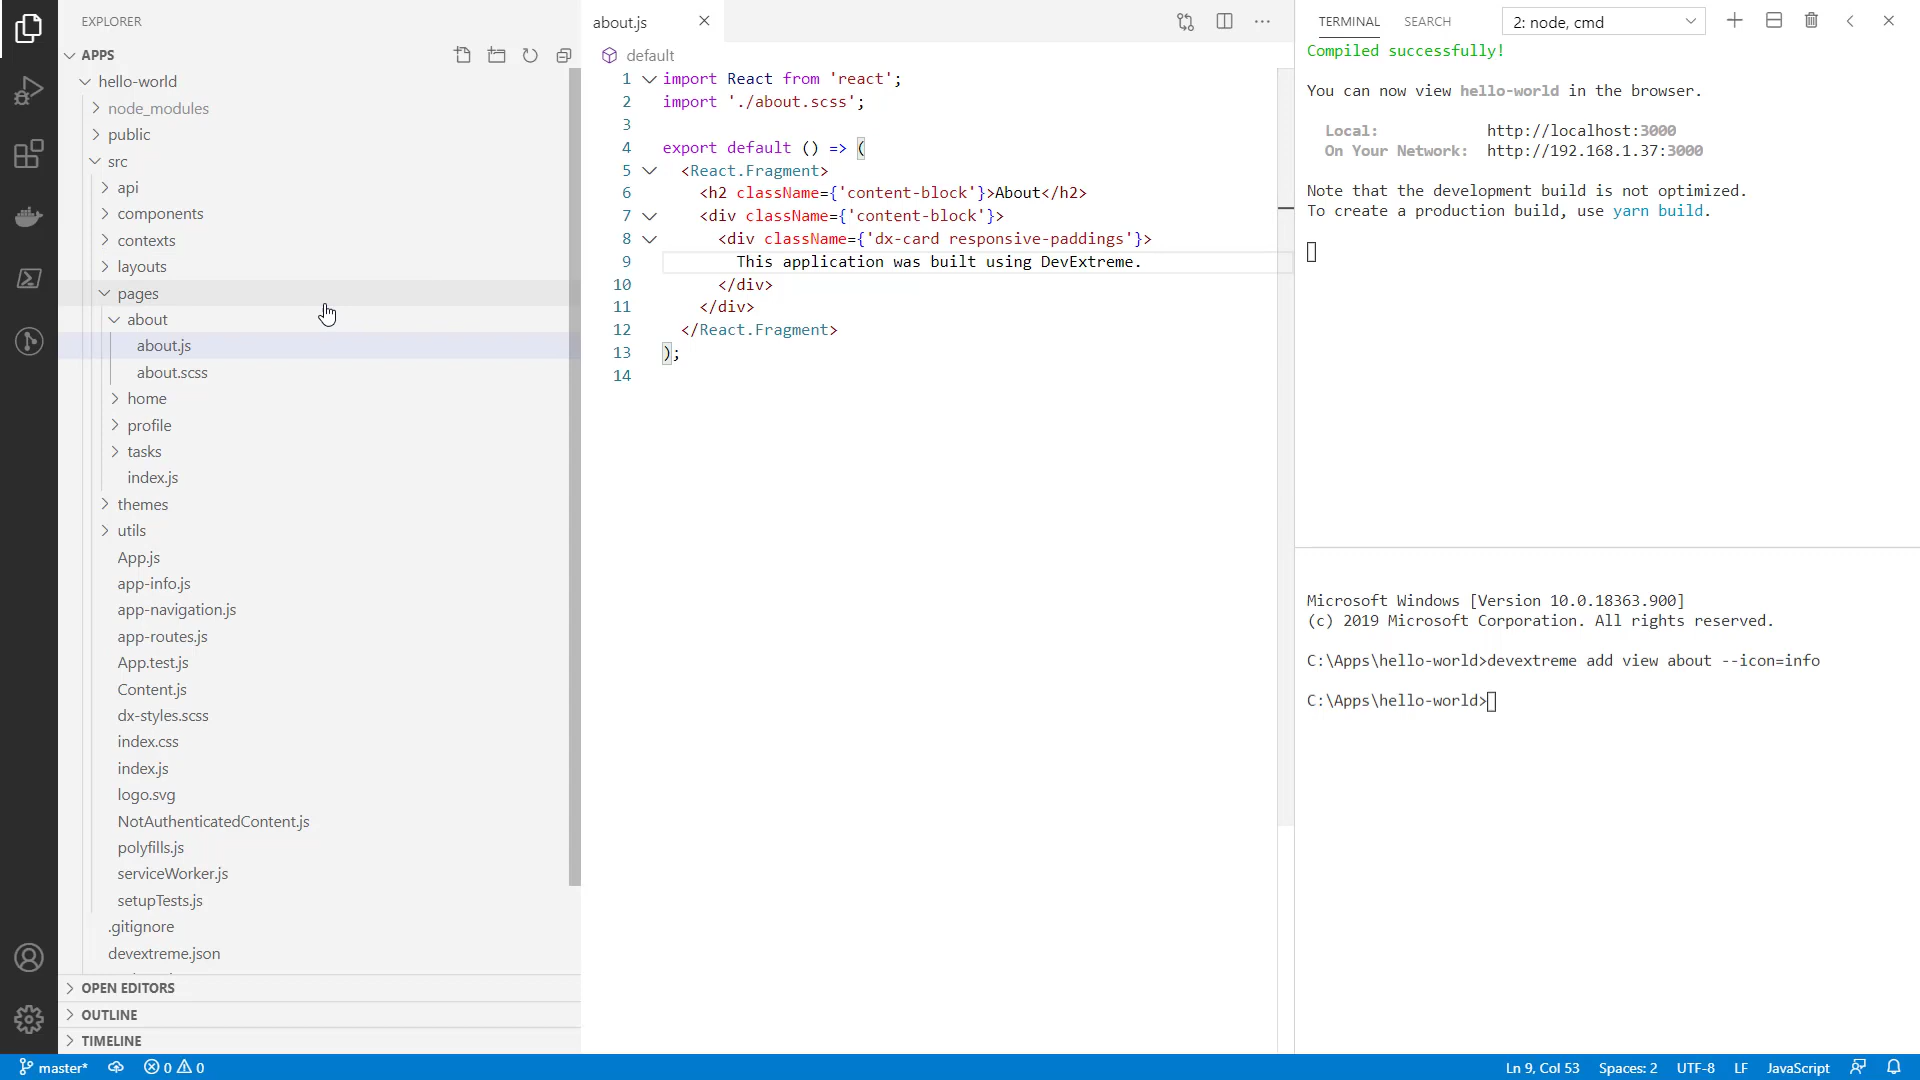 EXPLORER
APPS
hello-world
node_modules
public
src
api
components
contexts
layouts
pages
about
about.js
about.scss
home
profile
tasks
index.js
themes
utils
App.js
app-info.js
app-navigation.js
app-routes.js
App.test.js
Content.js
dx-styles.scss
index.css
index.js
logo.svg
NotAuthenticatedContent.js
polyfills.js
serviceWorker.js
setupTests.js
.gitignore
devextreme.json
OPEN EDITORS
OUTLINE
TIMELINE
about.js
default
1 import React from 'react';
2 import './about.scss';
3
4 export default () => (
5 <React.Fragment>
6 <h2 className={'content-block'}>About</h2>
7 <div className={'content-block'}>
8 <div className={'dx-card responsive-paddings'}>
9 This application was built using DevExtreme.
10 </div>
11 </div>
12 </React.Fragment>
13 );
14
TERMINAL SEARCH 2: node, cmd
Compiled successfully!
You can now view hello-world in the browser.
Local: http://localhost:3000
On Your Network: http://192.168.1.37:3000
Note that the development build is not optimized.
To create a production build, use yarn build.
Microsoft Windows [Version 10.0.18363.900]
(c) 2019 Microsoft Corporation. All rights reserved.
C:\Apps\hello-world>devextreme add view about --icon=info
C:\Apps\hello-world>
master* 0 0 Ln 9, Col 53 Spaces: 2 UTF-8 LF JavaScript